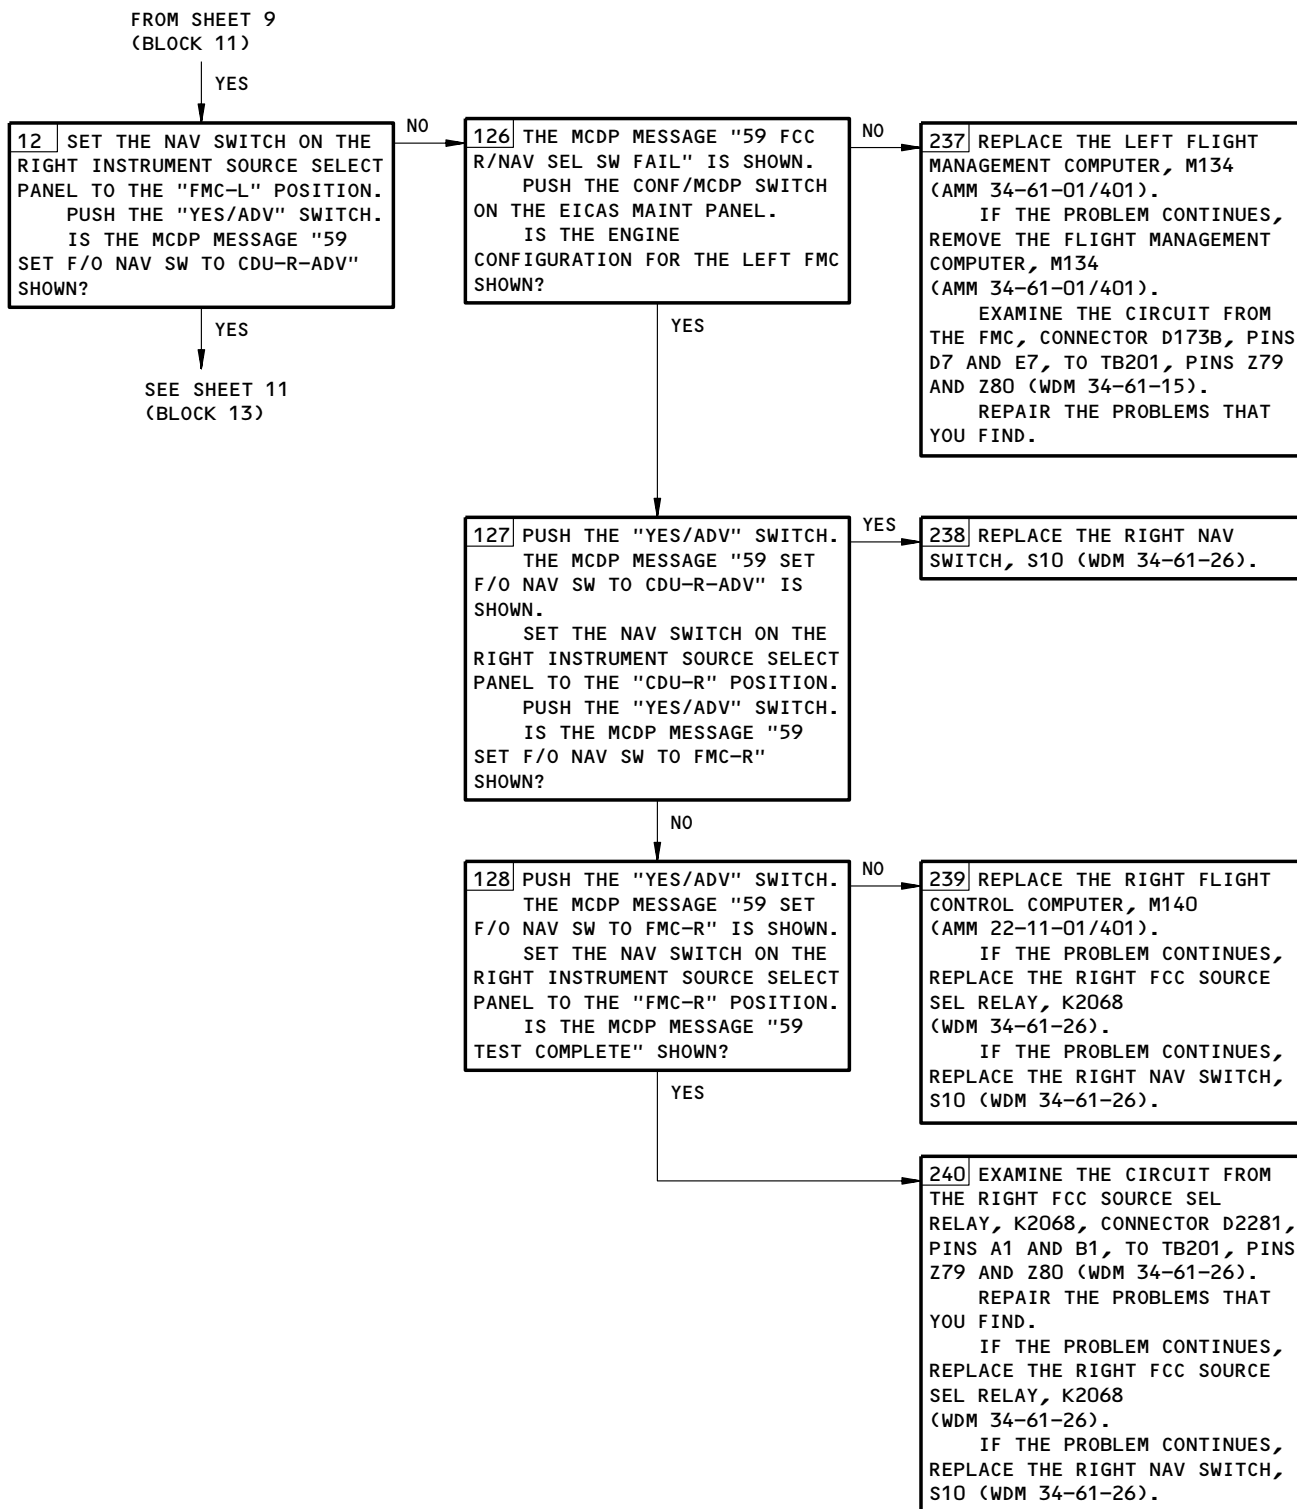 FROM SHEET 9
(BLOCK 11)
YES
12 SET THE NAV SWITCH ON THE
RIGHT INSTRUMENT SOURCE SELECT
PANEL TO THE "FMC-L" POSITION.
PUSH THE "YES/ADV" SWITCH.
IS THE MCDP MESSAGE "59
SET F/O NAV SW TO CDU-R-ADV"
SHOWN?
YES
SEE SHEET 11
(BLOCK 13)
NO
126 THE MCDP MESSAGE "59 FCC
R/NAV SEL SW FAIL" IS SHOWN.
PUSH THE CONF/MCDP SWITCH
ON THE EICAS MAINT PANEL.
IS THE ENGINE
CONFIGURATION FOR THE LEFT FMC
SHOWN?
NO
237 REPLACE THE LEFT FLIGHT
MANAGEMENT COMPUTER, M134
(AMM 34-61-01/401).
IF THE PROBLEM CONTINUES,
REMOVE THE FLIGHT MANAGEMENT
COMPUTER, M134
(AMM 34-61-01/401).
EXAMINE THE CIRCUIT FROM
THE FMC, CONNECTOR D173B, PINS
D7 AND E7, TO TB201, PINS Z79
AND Z80 (WDM 34-61-15).
REPAIR THE PROBLEMS THAT
YOU FIND.
YES
127 PUSH THE "YES/ADV" SWITCH.
THE MCDP MESSAGE "59 SET
F/O NAV SW TO CDU-R-ADV" IS
SHOWN.
SET THE NAV SWITCH ON THE
RIGHT INSTRUMENT SOURCE SELECT
PANEL TO THE "CDU-R" POSITION.
PUSH THE "YES/ADV" SWITCH.
IS THE MCDP MESSAGE "59
SET F/O NAV SW TO FMC-R"
SHOWN?
YES
238 REPLACE THE RIGHT NAV
SWITCH, S10 (WDM 34-61-26).
NO
128 PUSH THE "YES/ADV" SWITCH.
THE MCDP MESSAGE "59 SET
F/O NAV SW TO FMC-R" IS SHOWN.
SET THE NAV SWITCH ON THE
RIGHT INSTRUMENT SOURCE SELECT
PANEL TO THE "FMC-R" POSITION.
IS THE MCDP MESSAGE "59
TEST COMPLETE" SHOWN?
NO
239 REPLACE THE RIGHT FLIGHT
CONTROL COMPUTER, M140
(AMM 22-11-01/401).
IF THE PROBLEM CONTINUES,
REPLACE THE RIGHT FCC SOURCE
SEL RELAY, K2068
(WDM 34-61-26).
IF THE PROBLEM CONTINUES,
REPLACE THE RIGHT NAV SWITCH,
S10 (WDM 34-61-26).
YES
240 EXAMINE THE CIRCUIT FROM
THE RIGHT FCC SOURCE SEL
RELAY, K2068, CONNECTOR D2281,
PINS A1 AND B1, TO TB201, PINS
Z79 AND Z80 (WDM 34-61-26).
REPAIR THE PROBLEMS THAT
YOU FIND.
IF THE PROBLEM CONTINUES,
REPLACE THE RIGHT FCC SOURCE
SEL RELAY, K2068
(WDM 34-61-26).
IF THE PROBLEM CONTINUES,
REPLACE THE RIGHT NAV SWITCH,
S10 (WDM 34-61-26).